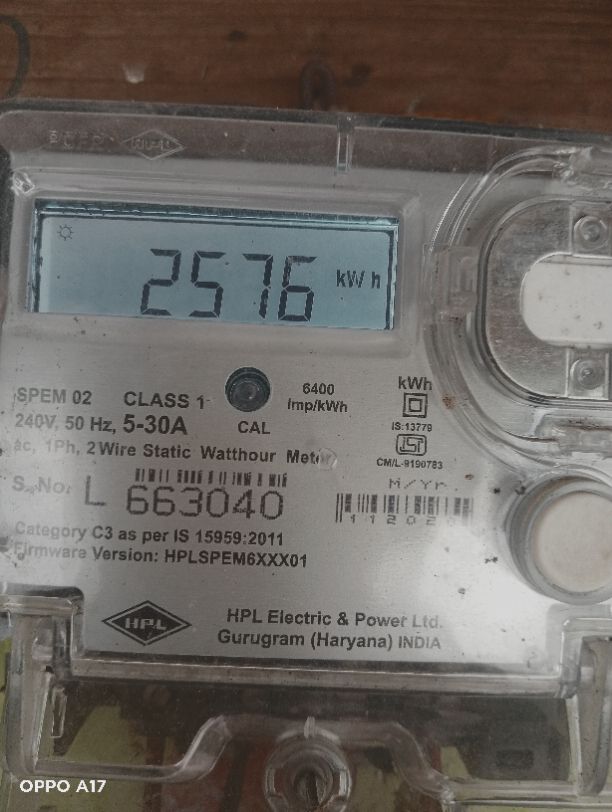 HPL
2576 kWh
SPEM 02 CLASS 1
240V, 50 Hz, 5-30A
CAL
6400
imp/kWh
kWh
IS:13779
CM/L-9190783
ac, 1Ph, 2 Wire Static Watthour Meter
S. No. L 663040
M/Yr.
Category C3 as per IS 15959:2011
Firmware Version: HPLSPEM6XXX01
HPL
HPL Electric & Power Ltd.
Gurugram (Haryana) INDIA
OPPO A17